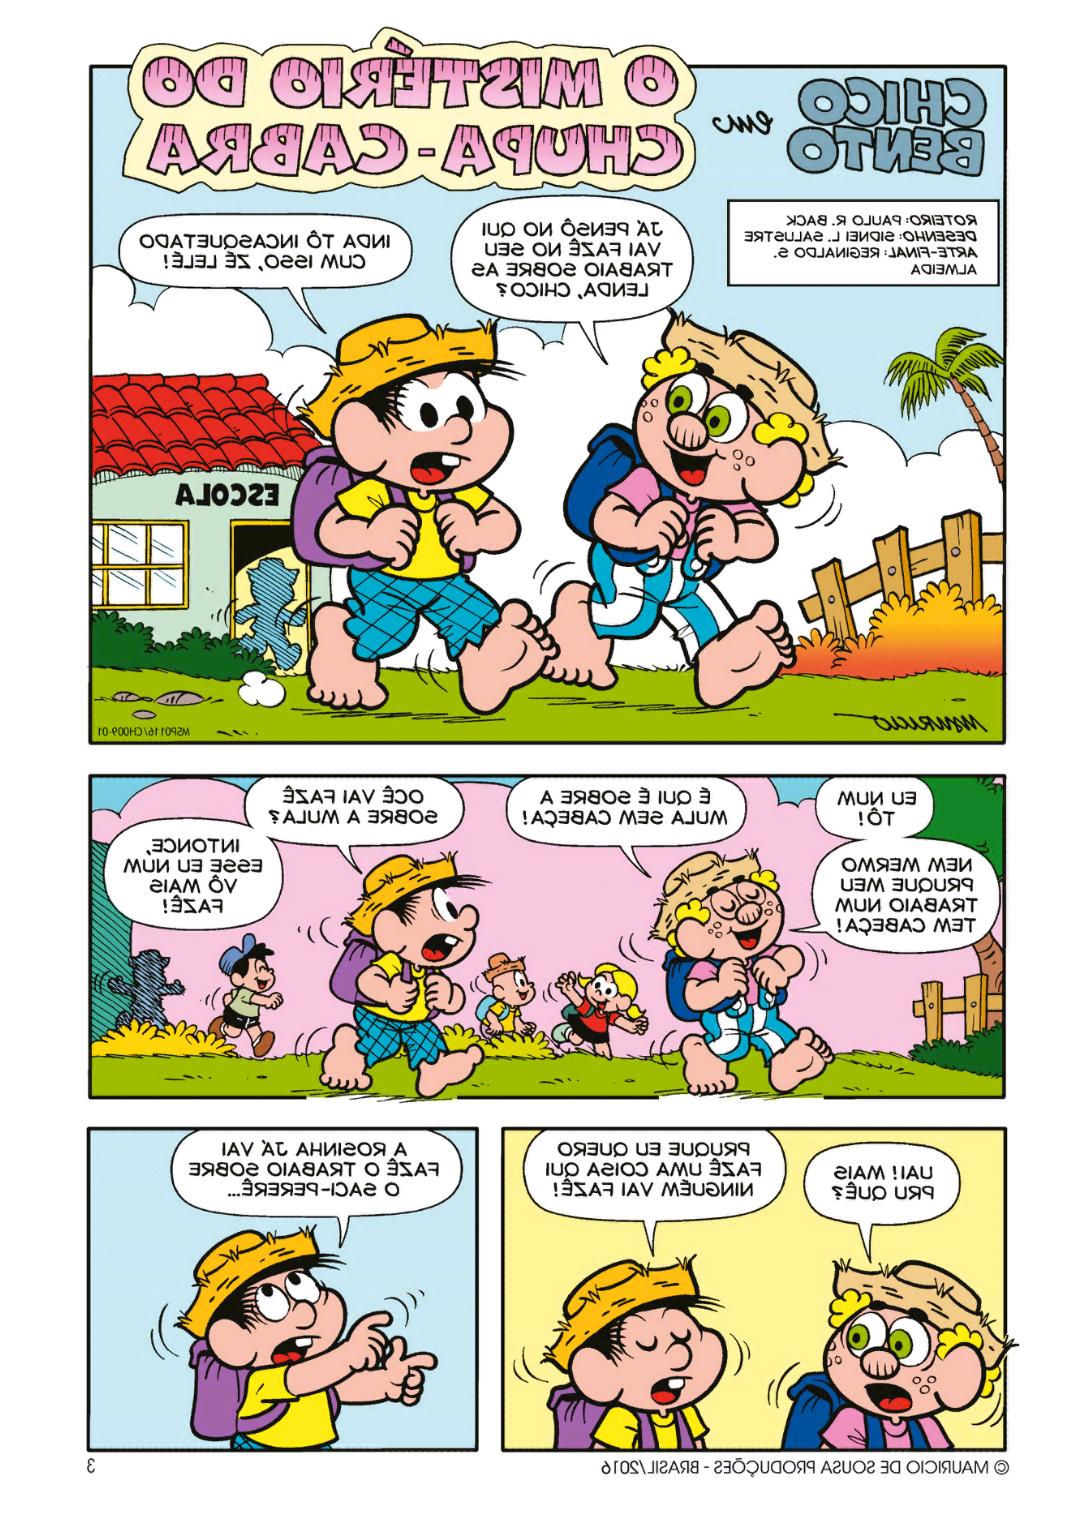 CHICO
BENTO
em
O MISTÉRIO DO
CHUPA-CABRA
ROTEIRO: PAULO R. BACK
DESENHO: SIDNEI L. SALUSTRE
ARTE-FINAL: REGINALDO S.
ALMEIDA
JÁ PENSÔ NO QUI
VAI FAZÊ NO SEU
TRABAIO SOBRE AS
LENDA, CHICO?
INDA TÔ INCASQUETADO
CUM ISSO, ZÉ LELÉ!
ESCOLA
MAURICIO
MSP0116/CH009-01
EU NUM
TÔ!
NEM MERMO
PRUQUE MEU
TRABAIO NUM
TEM CABEÇA!
É QUI É SOBRE A
MULA SEM CABEÇA!
OCÊ VAI FAZÊ
SOBRE A MULA?
INTONCE,
ESSE EU NUM
VÔ MAIS
FAZÊ!
UAI! MAIS
PRU QUÊ?
PRUQUE EU QUERO
FAZÊ UMA COISA QUI
NINGUÉM VAI FAZÊ!
A ROSINHA JÁ VAI
FAZÊ O TRABAIO SOBRE
O SACI-PERERÊ...
© MAURICIO DE SOUSA PRODUÇÕES - BRASIL/2016
3